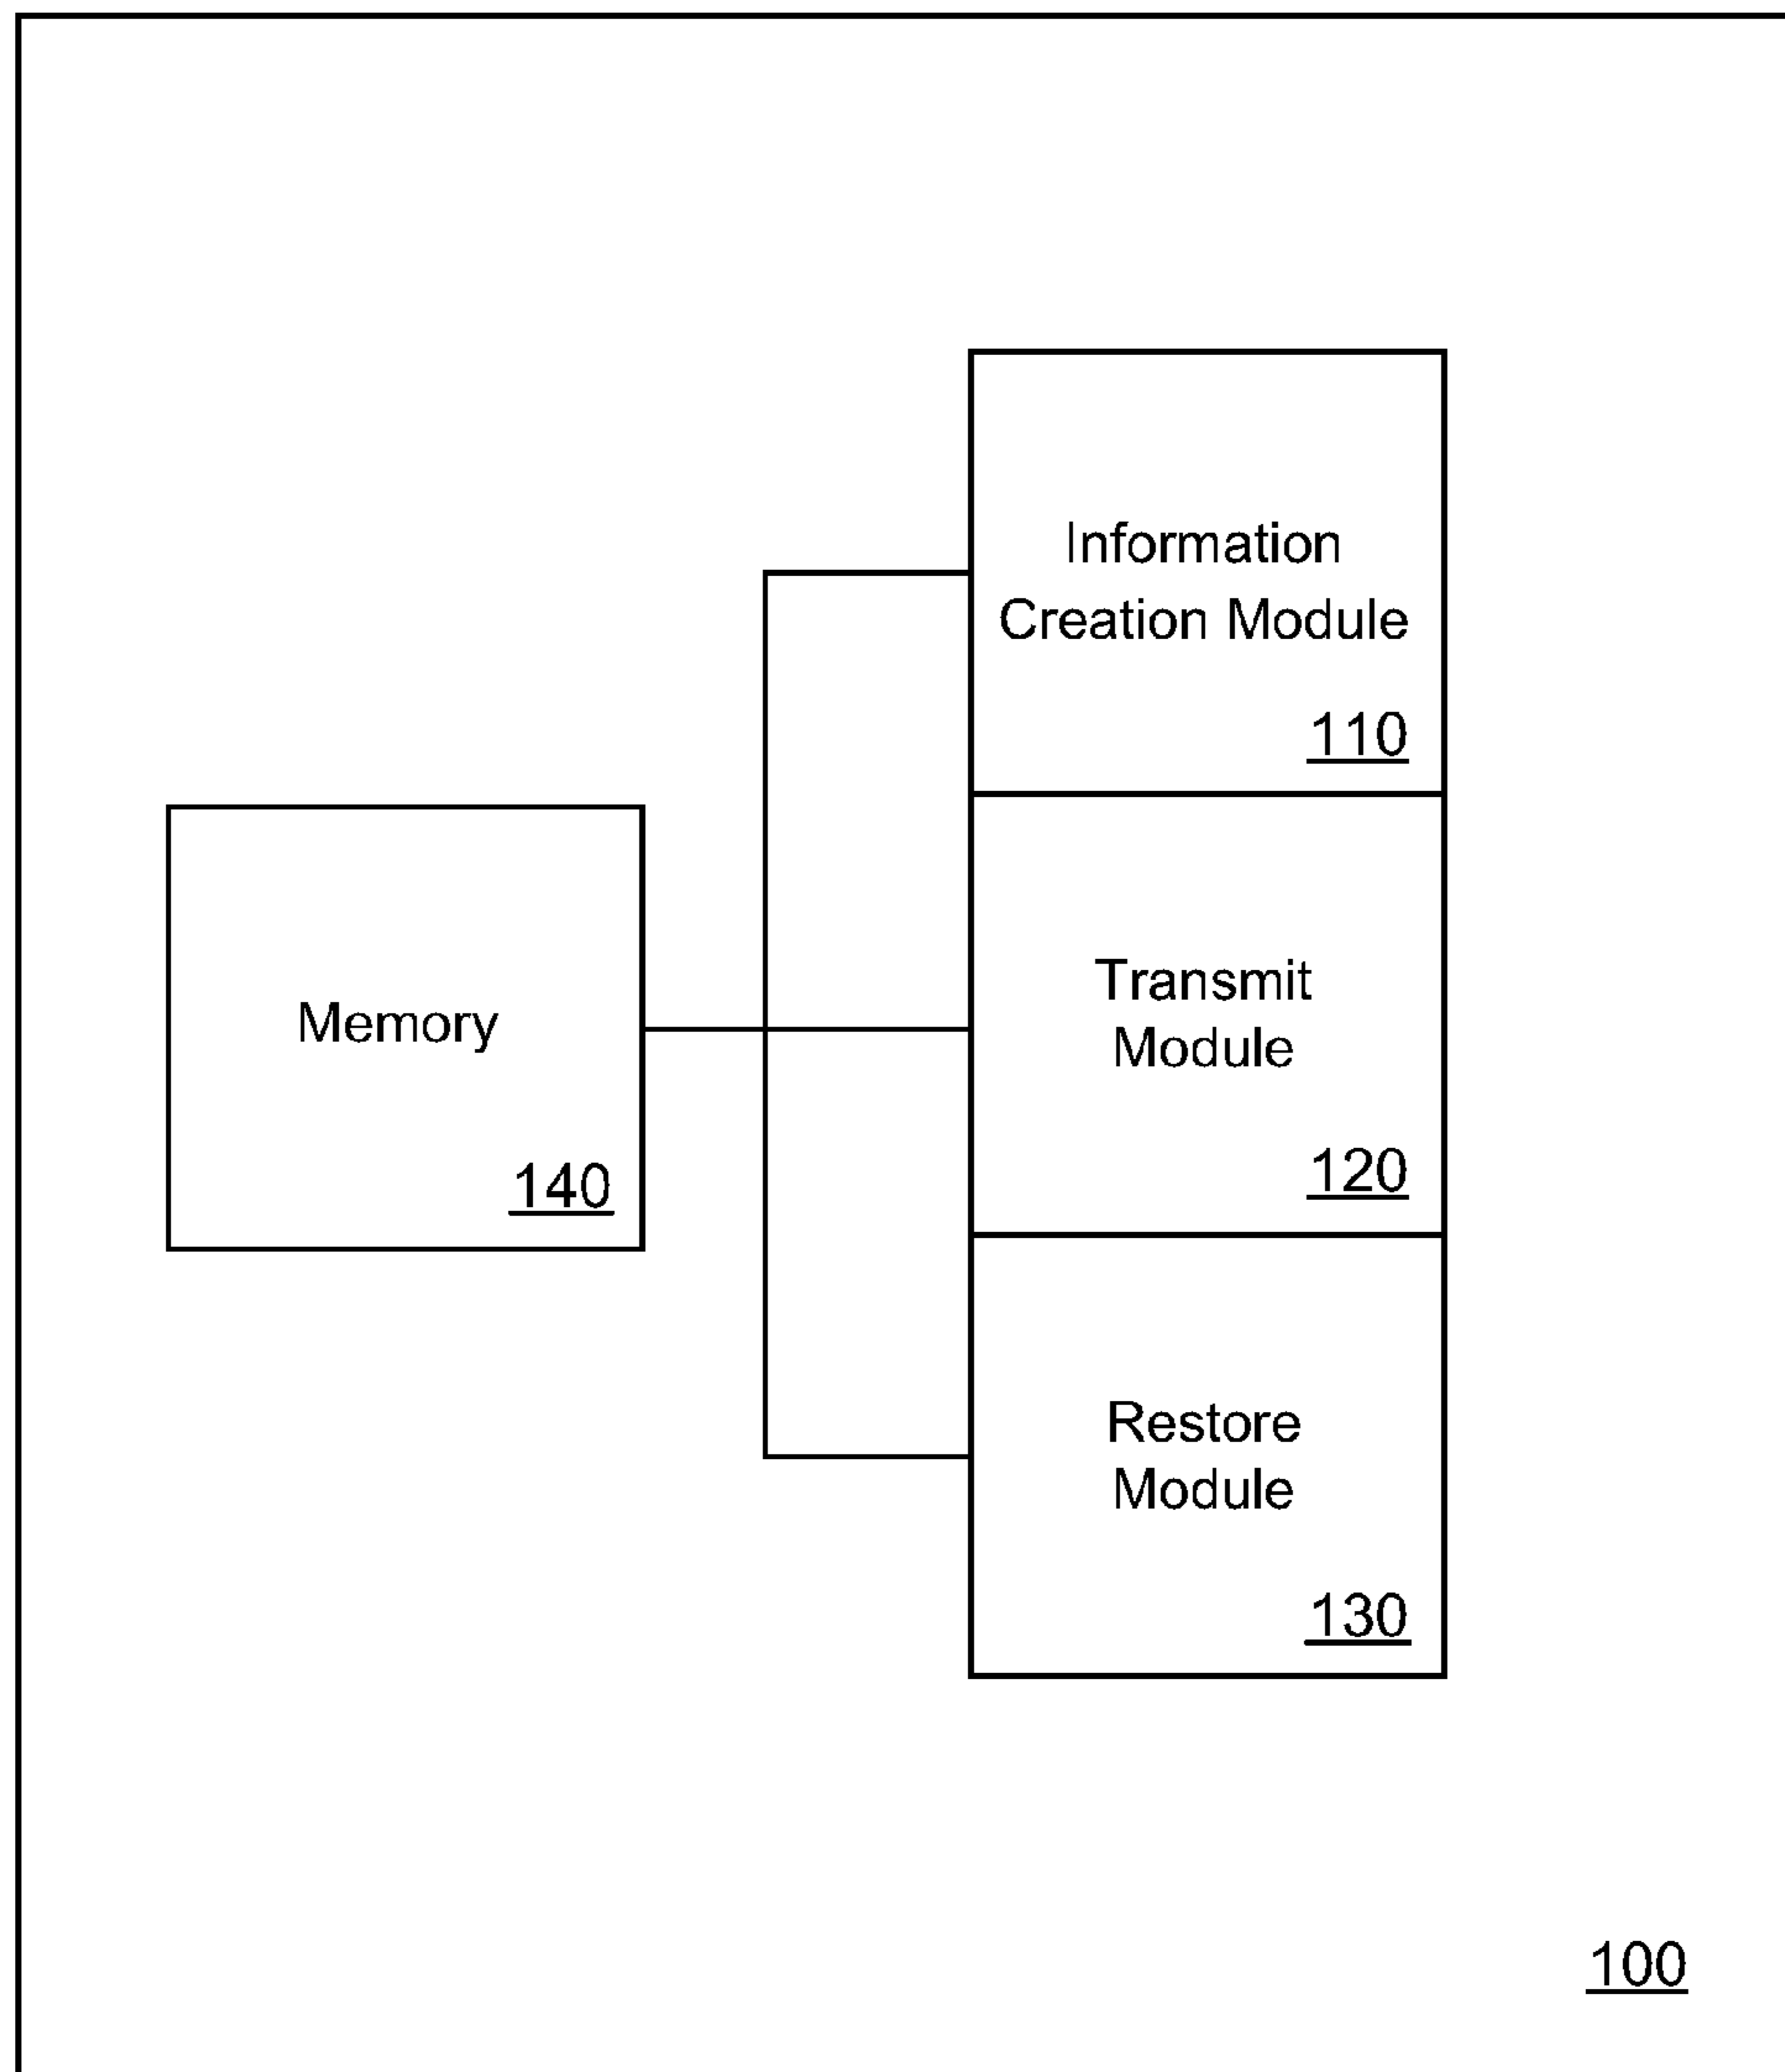 Information
Creation Module
110
Memory
140
Transmit
Module
120
Restore
Module
130
100